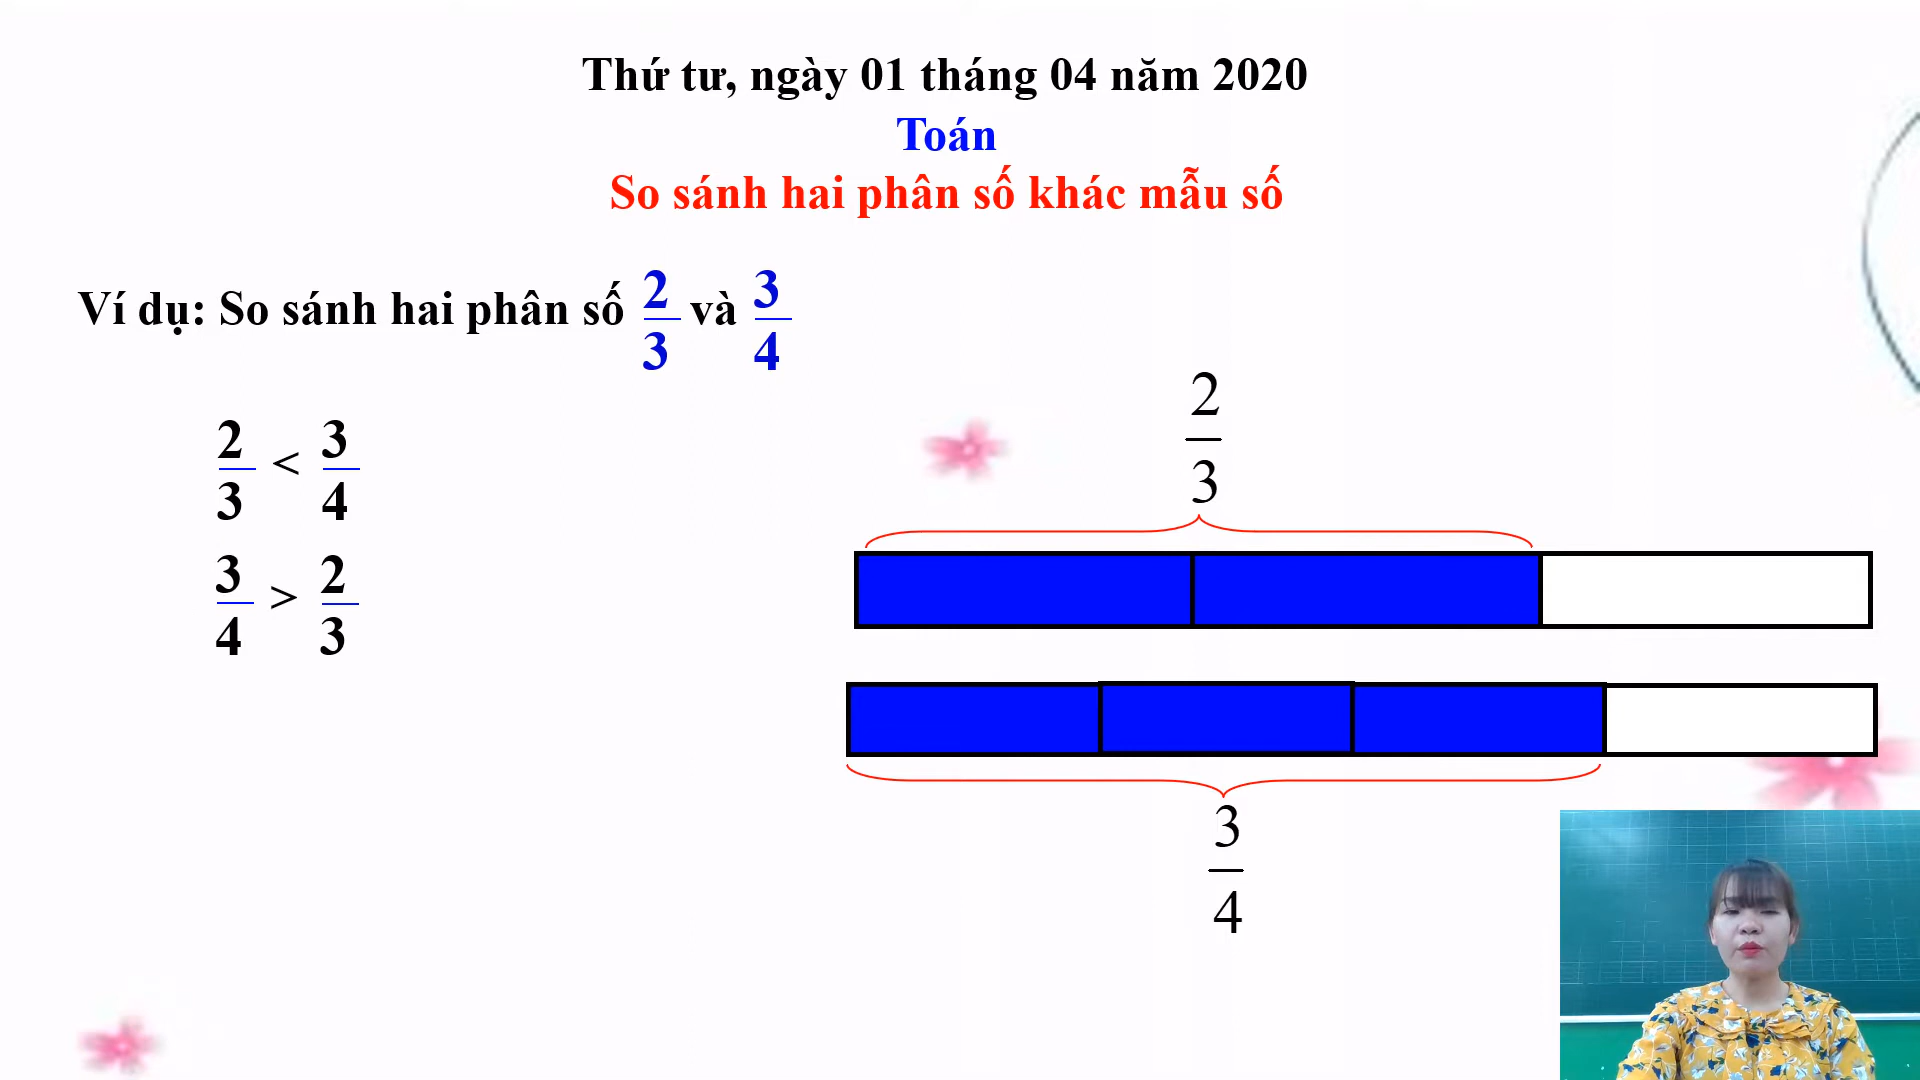 Thứ tư, ngày 01 tháng 04 năm 2020
Toán
So sánh hai phân số khác mẫu số
Ví dụ: So sánh hai phân số 2/3 và 3/4
2/3 < 3/4
3/4 > 2/3
2/3
3/4